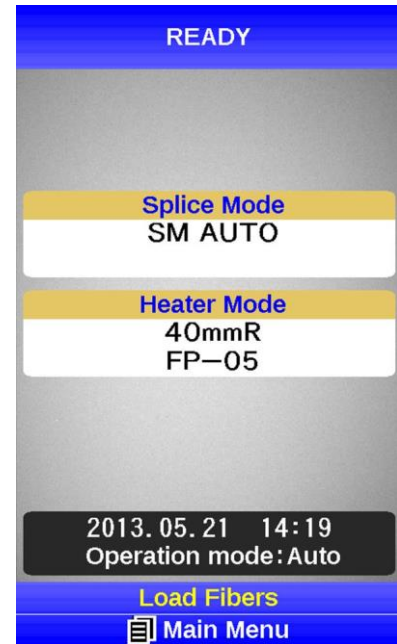 READY
Splice Mode
SM AUTO
Heater Mode
40mmR
FP-05
2013.05.21 14:19
Operation mode:Auto
Load Fibers
Main Menu